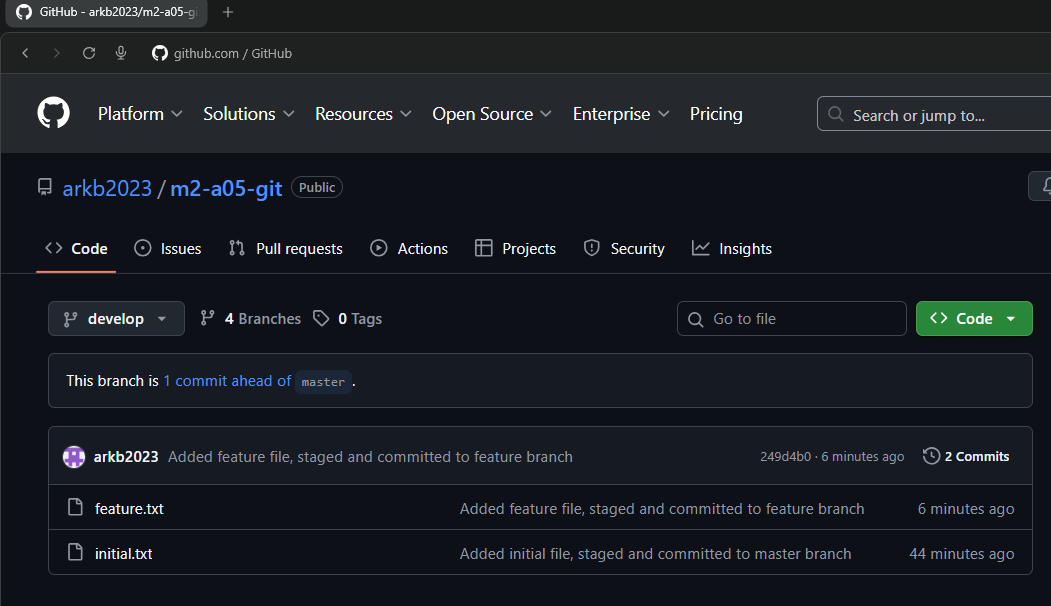 GitHub - arkb2023/m2-a05-gi
github.com / GitHub
Platform Solutions Resources Open Source Enterprise Pricing Search or jump to...
arkb2023 / m2-a05-git Public
Code Issues Pull requests Actions Projects Security Insights
develop 4 Branches 0 Tags Go to file Code
This branch is 1 commit ahead of master .
arkb2023 Added feature file, staged and committed to feature branch 249d4b0 · 6 minutes ago 2 Commits
feature.txt Added feature file, staged and committed to feature branch 6 minutes ago
initial.txt Added initial file, staged and committed to master branch 44 minutes ago